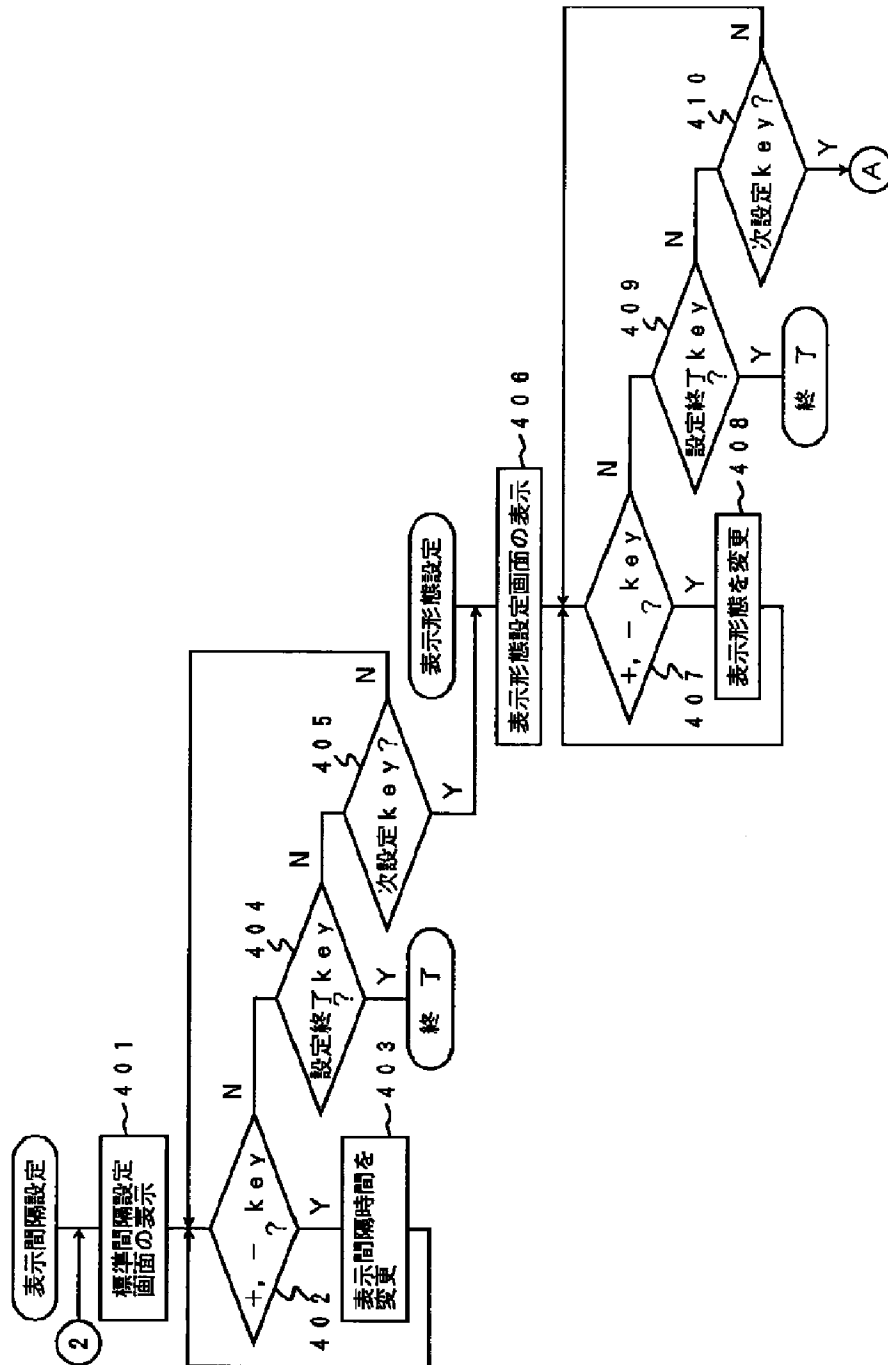 表示間隔設定
2
標準間隔設定
画面の表示
401
+, - key
?
402
Y
N
表示間隔時間を
変更
403
設定終了key
?
404
Y
N
終 了
次設定key?
405
Y
N
表示形態設定
表示形態設定画面の表示
406
+, - key
?
407
Y
N
表示形態を変更
408
設定終了key
?
409
Y
N
終 了
次設定key?
410
Y
N
A